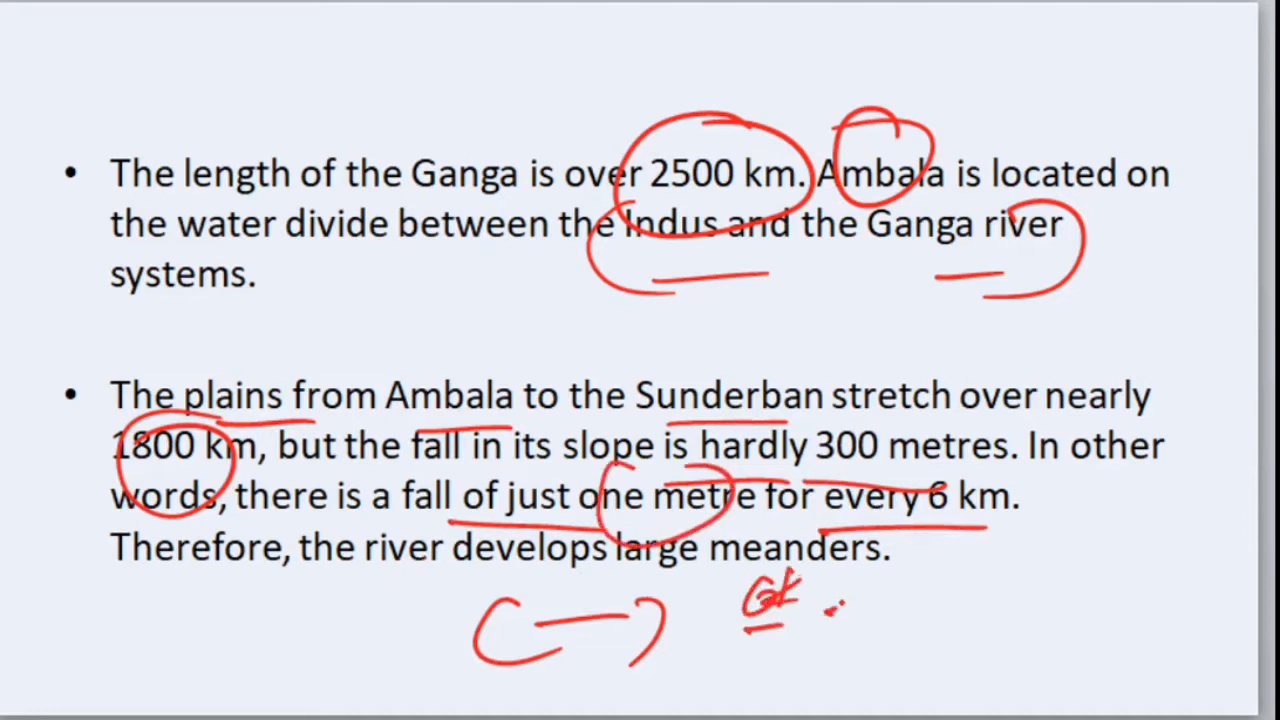 • The length of the Ganga is over 2500 km. Ambala is located on
the water divide between the Indus and the Ganga river
systems.
• The plains from Ambala to the Sunderban stretch over nearly
1800 km, but the fall in its slope is hardly 300 metres. In other
words, there is a fall of just one metre for every 6 km.
Therefore, the river develops large meanders.